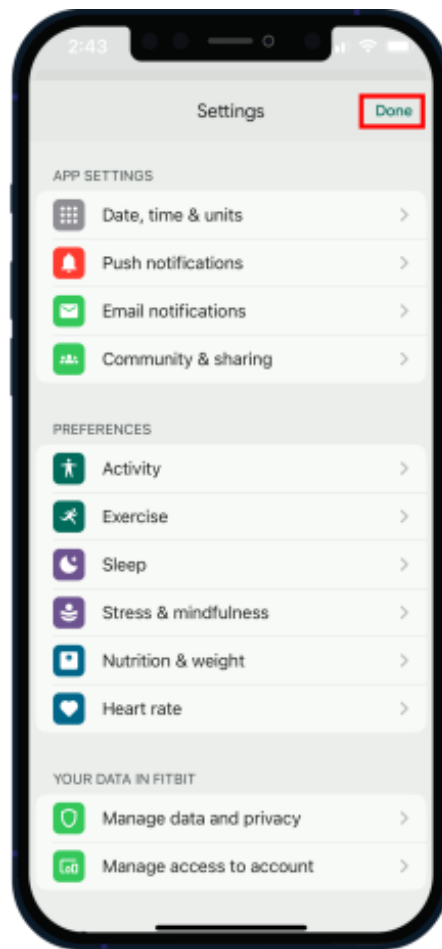 2:43
Settings
Done
APP SETTINGS
Date, time & units
Push notifications
Email notifications
Community & sharing
PREFERENCES
Activity
Exercise
Sleep
Stress & mindfulness
Nutrition & weight
Heart rate
YOUR DATA IN FITBIT
Manage data and privacy
Manage access to account